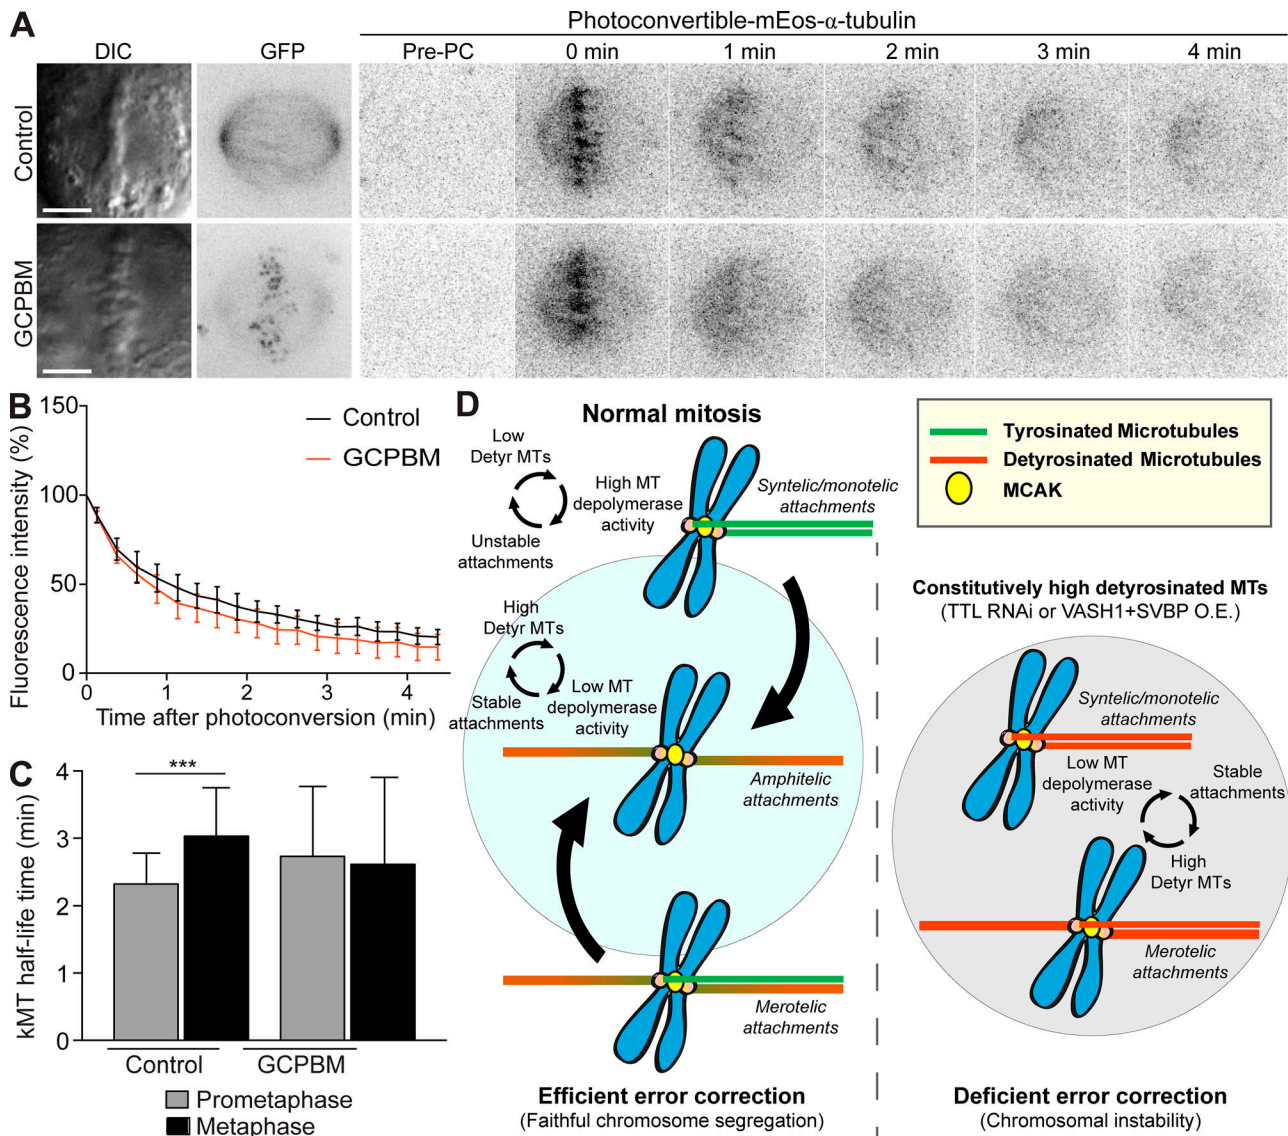 A
Photoconvertible-mEos-α-tubulin
DIC
GFP
Pre-PC
0 min
1 min
2 min
3 min
4 min
Control
GCPBM
B
Fluorescence intensity (%)
150
100
50
0
0
1
2
3
4
Time after photoconversion (min)
Control
GCPBM
C
kMT half-life time (min)
4
3
2
1
0
***
Control
GCPBM
Prometaphase
Metaphase
D
Normal mitosis
Low
Detyr MTs
High MT
depolymerase
activity
Unstable
attachments
Syntelic/monotelic
attachments
High
Detyr MTs
Stable
attachments
Low MT
depolymerase
activity
Amphitelic
attachments
Merotelic
attachments
Efficient error correction
(Faithful chromosome segregation)
Tyrosinated Microtubules
Detyrosinated Microtubules
MCAK
Constitutively high detyrosinated MTs
(TTL RNAi or VASH1+SVBP O.E.)
Syntelic/monotelic
attachments
Low MT
depolymerase
activity
Stable
attachments
High
Detyr MTs
Merotelic
attachments
Deficient error correction
(Chromosomal instability)